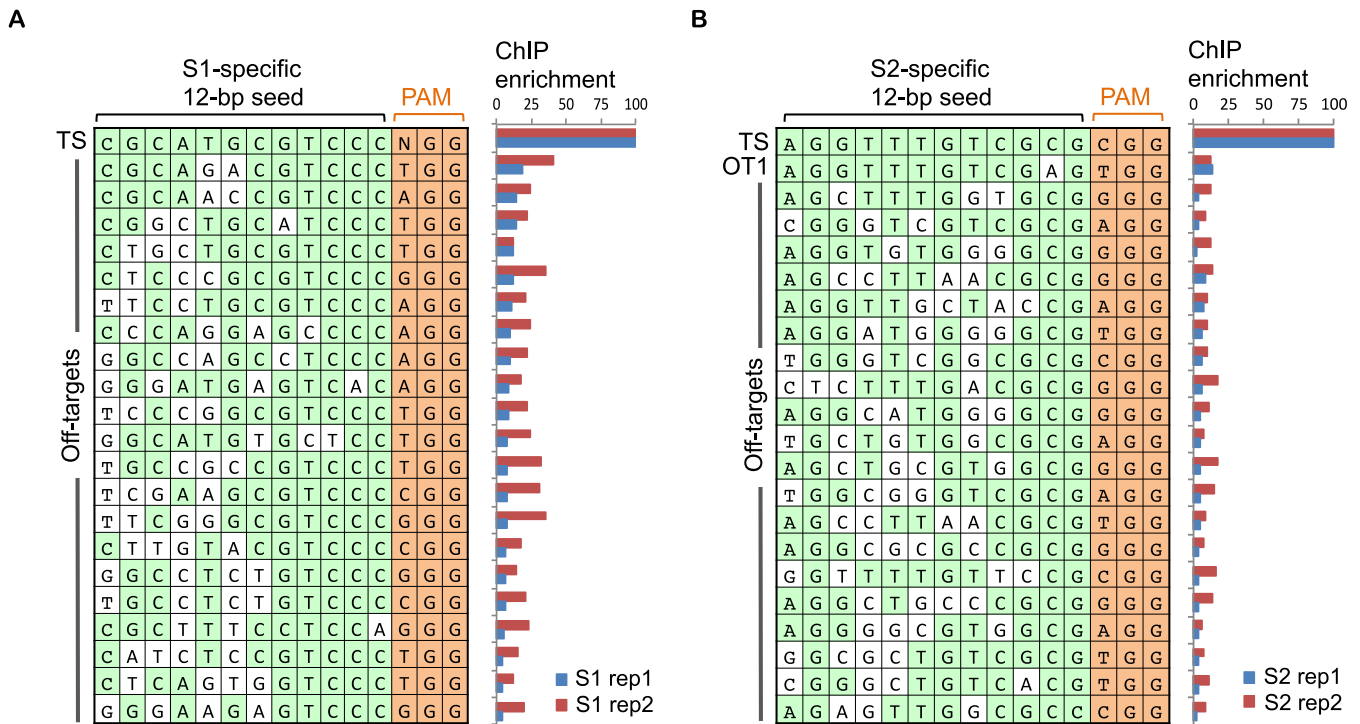 A
S1-specific
12-bp seed
PAM
ChIP
enrichment
0 25 50 75 100
TS C G C A T G C G T C C C N G G
C G C A G A C G T C C C T G G
C G C A A C C G T C C C A G G
C G G C T G C A T C C C T G G
C T G C T G C G T C C C T G G
C T C C C G C G T C C C G G G
T T C C T G C G T C C C A G G
C C C A G G A G C C C C A G G
G G C C A G C C T C C C A G G
G G G A T G A G T C A C A G G
T C C C G G C G T C C C T G G
G G C A T G T G C T C C T G G
T G C C G C C G T C C C T G G
T C G A A G C G T C C C C G G
T T C G G G C G T C C C G G G
C T T G T A C G T C C C C G G
G G C C T C T G T C C C G G G
T G C C T C T G T C C C C G G
C G C T T T C C T C C A G G G
C A T C T C C G T C C C T G G
C T C A G T G G T C C C T G G
G G G A A G A G T C C C G G G
Off-targets
S1 rep1
S1 rep2
B
S2-specific
12-bp seed
PAM
ChIP
enrichment
0 25 50 75 100
TS A G G T T T G T C G C G C G G
OT1 A G G T T T G T C G A G T G G
A G C T T T G G T G C G G G G
C G G G T C G T C G C G A G G
A G G T G T G G G G C G G G G
A G C C T T A A C G C G G G G
A G G T T G C T A C C G A G G
A G G A T G G G G G C G T G G
T G G G T C G G C G C G C G G
C T C T T T G A C G C G G G G
A G G C A T G G G G C G G G G
T G C T G T G G C G C G A G G
A G C T G C G T G G C G G G G
T G G C G G G T C G C G A G G
A G C C T T A A C G C G T G G
A G G C G C G C C G C G G G G
G G T T T T G T T C C G C G G
A G G C T G C C C G C G G G G
A G G G G C G T G G C G A G G
G G C G C T G T C G C G T G G
C G G G C T G T C A C G T G G
A G A G T T G G C G C C C G G
Off-targets
S2 rep1
S2 rep2